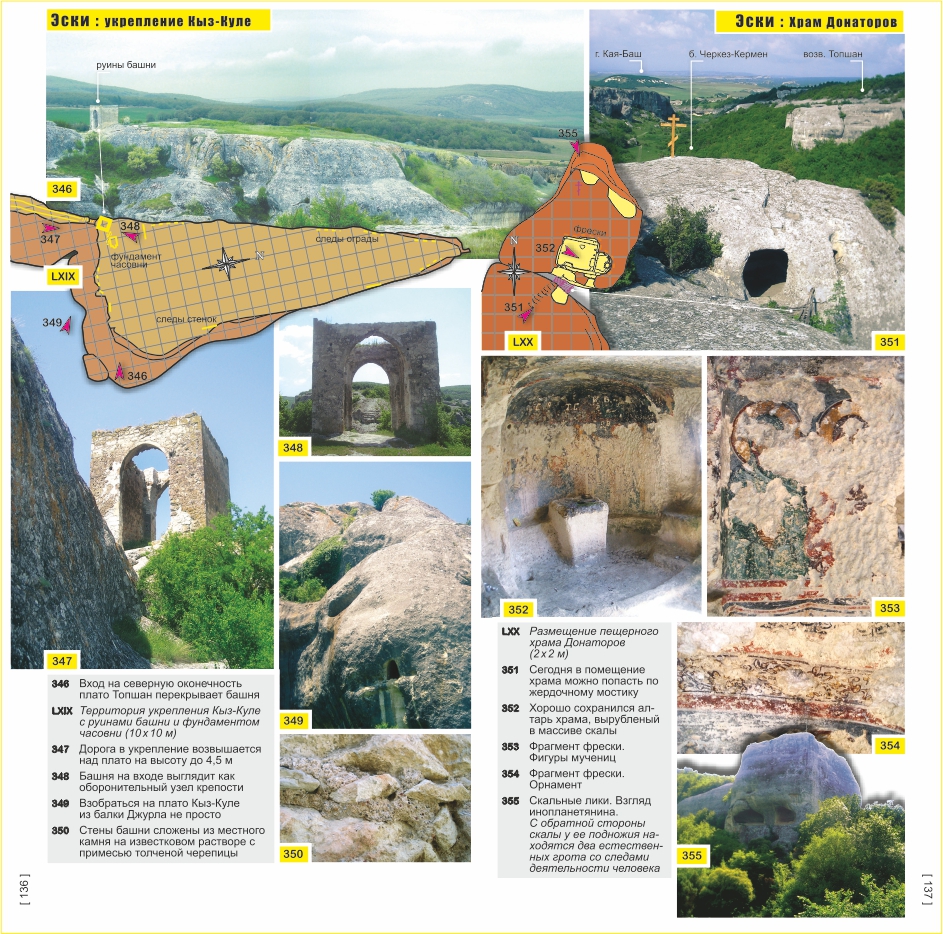 Эски : укрепление Кыз-Куле
руины башни
346
347
348
фундамент
часовни
N
следы ограды
LXIX
следы стенок
349
346
348
347
349
350
346 Вход на северную оконечность
плато Топшан перекрывает башня
LXIX Территория укрепления Кыз-Куле
с руинами башни и фундаментом
часовни (10 х 10 м)
347 Дорога в укрепление возвышается
над плато на высоту до 4,5 м
348 Башня на входе выглядит как
оборонительный узел крепости
349 Взобраться на плато Кыз-Куле
из балки Джурла не просто
350 Стены башни сложены из местного
камня на известковом растворе с
примесью толченой черепицы
[ 136 ]
Эски : Храм Донаторов
г. Кая-Баш
б. Черкез-Кермен
возв. Топшан
355
фрески
352
N
351
LXX
351
352
353
354
355
LXX Размещение пещерного
храма Донаторов
(2 х 2 м)
351 Сегодня в помещение
храма можно попасть по
жердочному мостику
352 Хорошо сохранился ал-
тарь храма, вырубленый
в массиве скалы
353 Фрагмент фрески.
Фигуры мучениц
354 Фрагмент фрески.
Орнамент
355 Скальные лики. Взгляд
инопланетянина.
С обратной стороны
скалы у ее подножия на-
ходятся два естествен-
ных грота со следами
деятельности человека
[ 137 ]